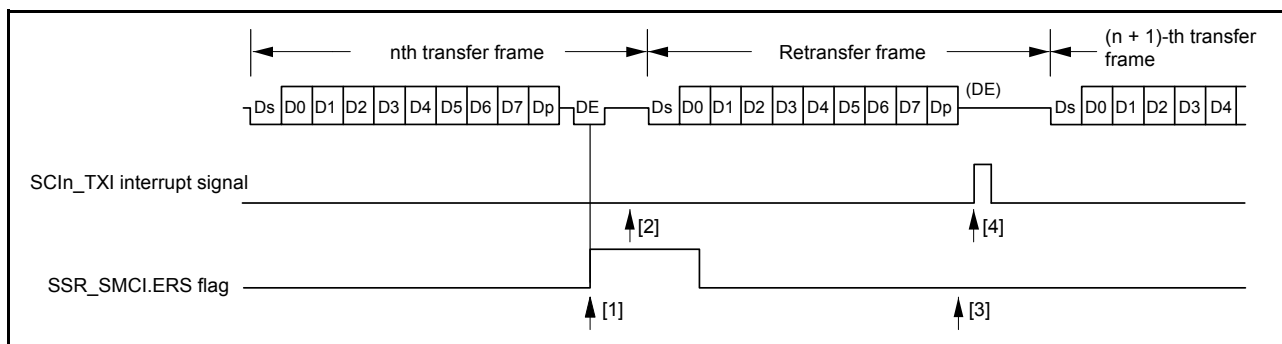 nth transfer frame
Retransfer frame
(n + 1)-th transfer
frame
Ds D0 D1 D2 D3 D4 D5 D6 D7 Dp DE Ds D0 D1 D2 D3 D4 D5 D6 D7 Dp (DE) Ds D0 D1 D2 D3 D4
SCIn_TXI interrupt signal
[2] [4]
SSR_SMCI.ERS flag
[1] [3]